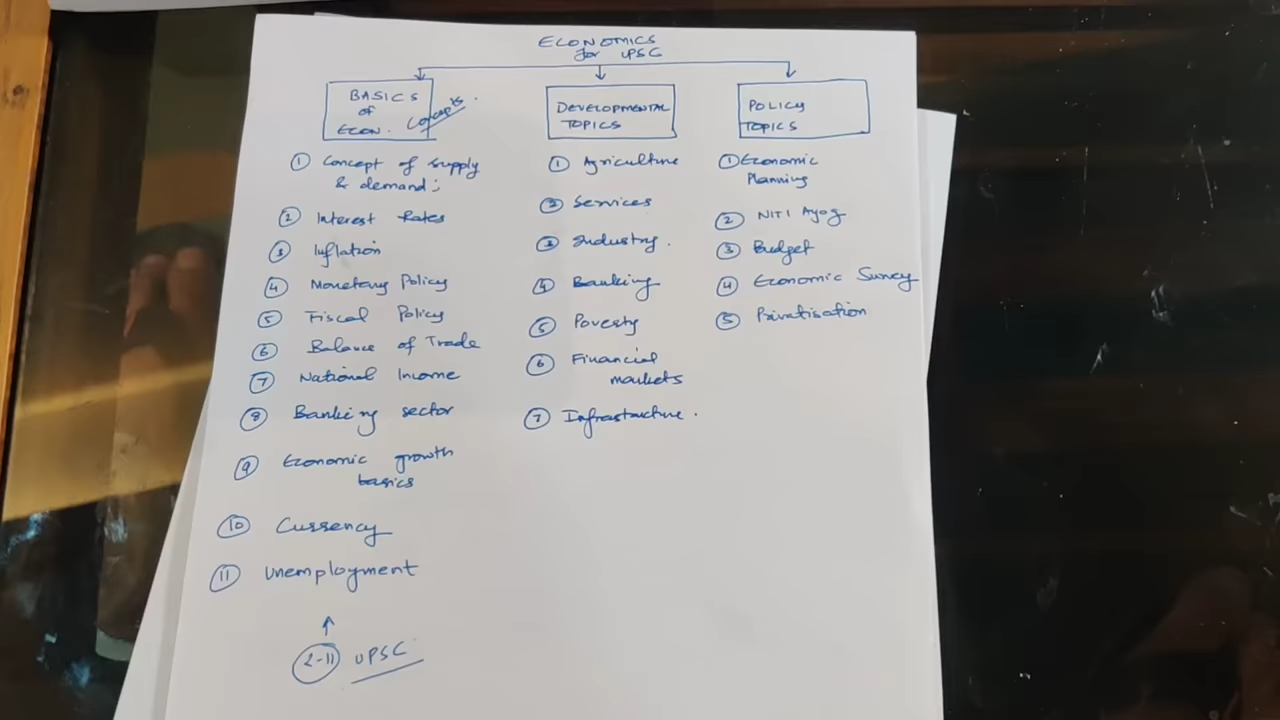 ECONOMICS
for UPSC
BASICS
of
ECON. Concepts.
① Concept of supply
& demand;
② Interest Rates
③ Inflation
④ Monetary Policy
⑤ Fiscal Policy
⑥ Balance of Trade
⑦ National Income
⑧ Banking sector
⑨ Economic growth
basics
⑩ Currency
⑪ Unemployment
↑
2-11 UPSC
DEVELOPMENTAL
TOPICS
① Agriculture
② Services
③ Industry.
④ Banking
⑤ Poverty
⑥ Financial
markets
⑦ Infrastructure.
POLICY
TOPICS
① Economic
Planning
② NITI Ayog
③ Budget
④ Economic Survey
⑤ Privatisation